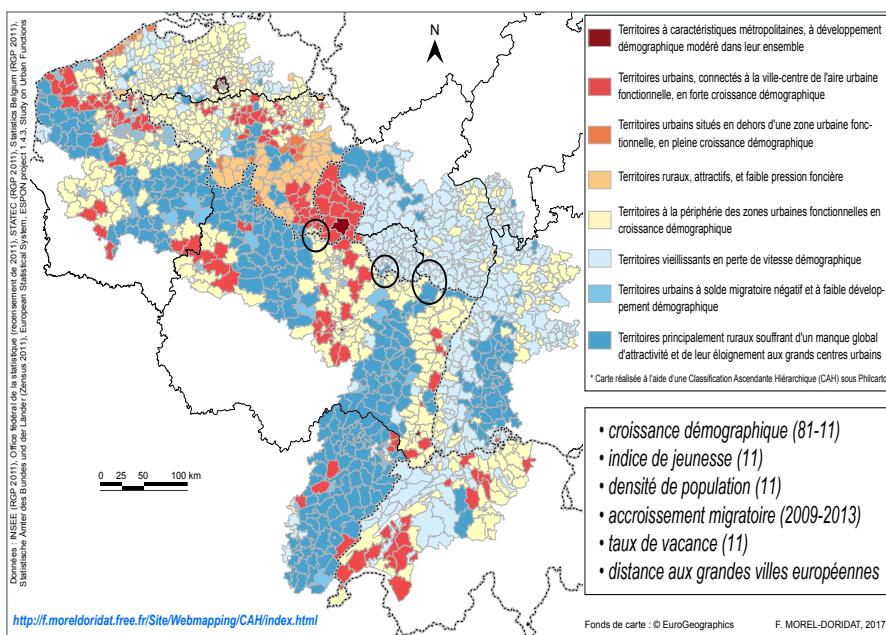 Données : INSEE (RGP 2011), Office fédéral de la statistique (recensement de 2011), STATEC (RGP 2011), Statistics Belgium (RGP 2011),
Statistische Ämter des Bundes und der Länder (Zensus 2011), European Statistical System, ESPON project 1.4.3, Study on Urban Functions
N
0 25 50 100 km
http://f.moreldoridat.free.fr/Site/Webmapping/CAH/index.html
Territoires à caractéristiques métropolitaines, à développement
démographique modéré dans leur ensemble
Territoires urbains, connectés à la ville-centre de l'aire urbaine
fonctionnelle, en forte croissance démographique
Territoires urbains situés en dehors d'une zone urbaine fonc-
tionnelle, en pleine croissance démographique
Territoires ruraux, attractifs, et faible pression foncière
Territoires à la périphérie des zones urbaines fonctionnelles en
croissance démographique
Territoires vieillissants en perte de vitesse démographique
Territoires urbains à solde migratoire négatif et à faible dévelop-
pement démographique
Territoires principalement ruraux souffrant d'un manque global
d'attractivité et de leur éloignement aux grands centres urbains
* Carte réalisée à l'aide d'une Classification Ascendante Hiérarchique (CAH) sous Philcarto
• croissance démographique (81-11)
• indice de jeunesse (11)
• densité de population (11)
• accroissement migratoire (2009-2013)
• taux de vacance (11)
• distance aux grandes villes européennes
Fonds de carte : © EuroGeographics F. MOREL-DORIDAT, 2017